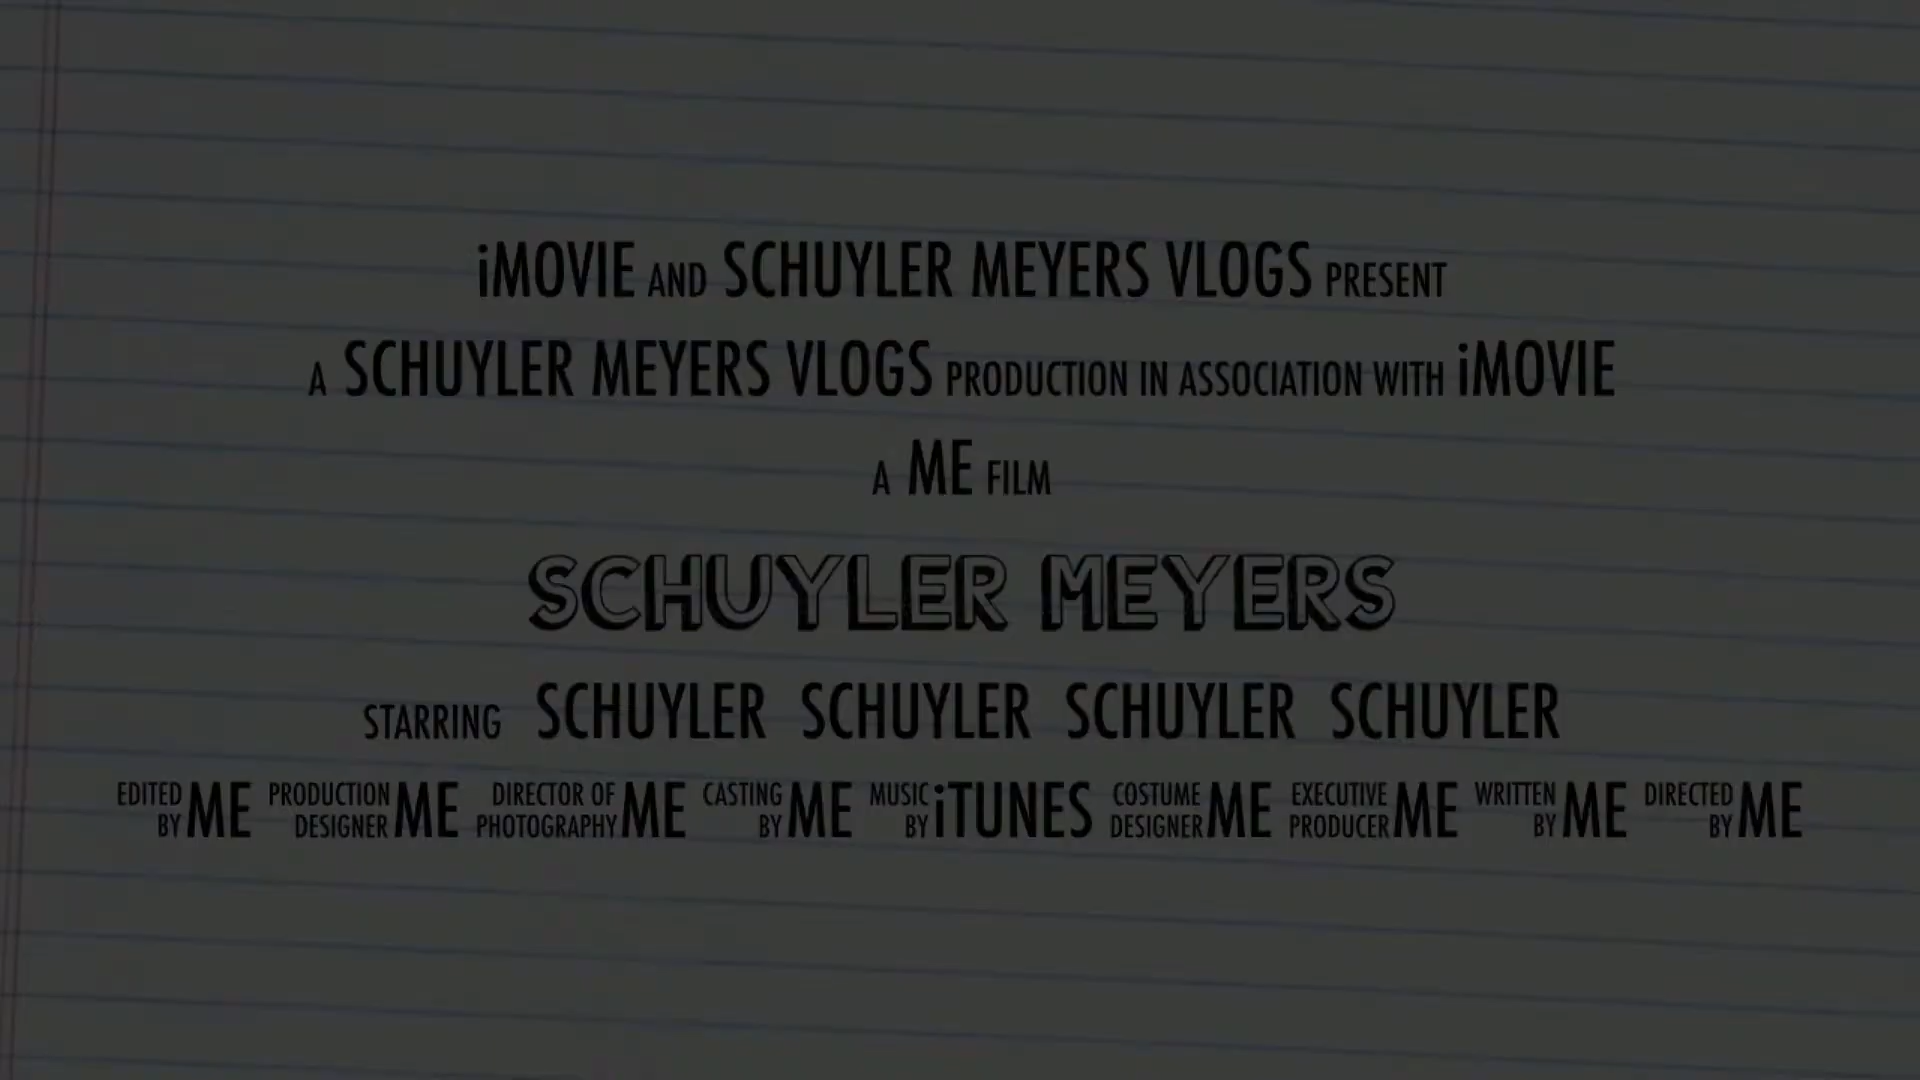 iMOVIE AND SCHUYLER MEYERS VLOGS PRESENT
A SCHUYLER MEYERS VLOGS PRODUCTION IN ASSOCIATION WITH iMOVIE
A ME FILM
SCHUYLER MEYERS
STARRING SCHUYLER SCHUYLER SCHUYLER SCHUYLER
EDITED BY ME PRODUCTION DESIGNER ME DIRECTOR OF PHOTOGRAPHY ME CASTING BY ME MUSIC BY iTUNES COSTUME DESIGNER ME EXECUTIVE PRODUCER ME WRITTEN BY ME DIRECTED BY ME